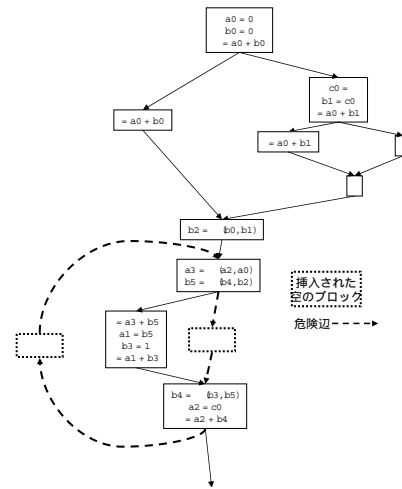 a0 = 0
b0 = 0
= a0 + b0
c0 =
b1 = c0
= a0 + b1
= a0 + b0
= a0 + b1
b2 = (b0,b1)
a3 = (a2,a0)
b5 = (b4,b2)
挿入された
空のブロック
危険辺
= a3 + b5
a1 = b5
b3 = 1
= a1 + b3
b4 = (b3,b5)
a2 = c0
= a2 + b4